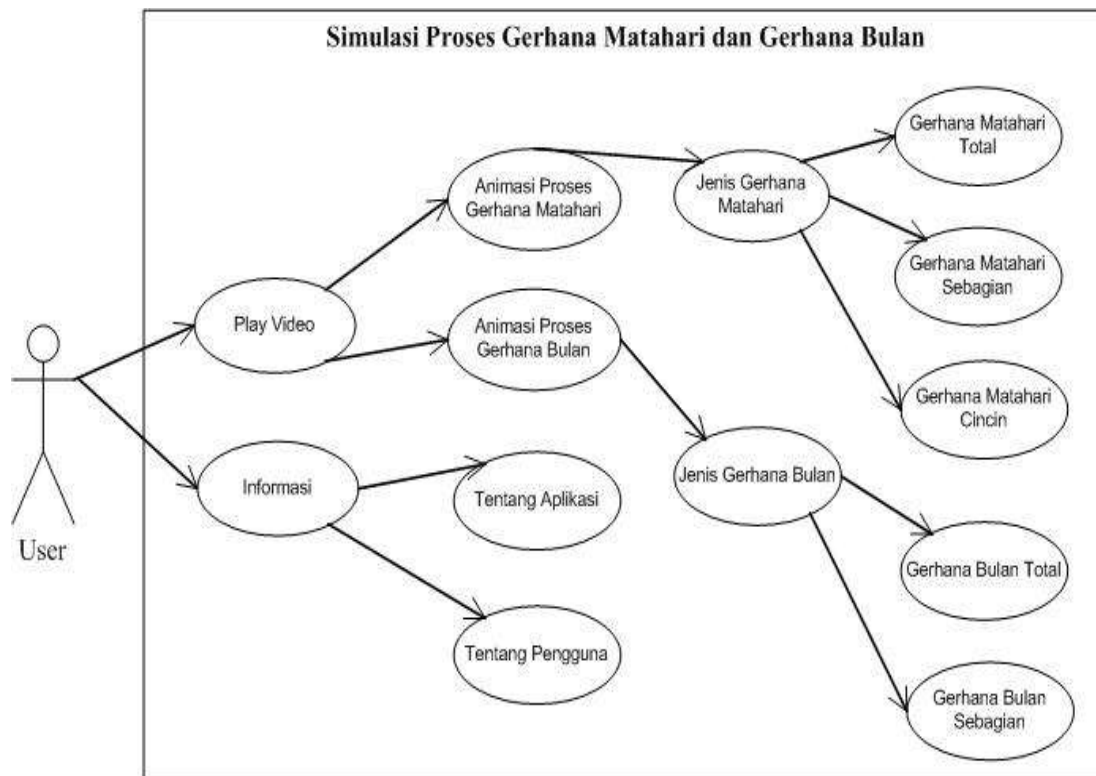 Simulasi Proses Gerhana Matahari dan Gerhana Bulan
Gerhana Matahari
Total
Animasi Proses
Gerhana Matahari
Jenis Gerhana
Matahari
Gerhana Matahari
Sebagian
Play Video
Animasi Proses
Gerhana Bulan
Gerhana Matahari
Cincin
Informasi
Tentang Aplikasi
Jenis Gerhana Bulan
User
Gerhana Bulan Total
Tentang Pengguna
Gerhana Bulan
Sebagian